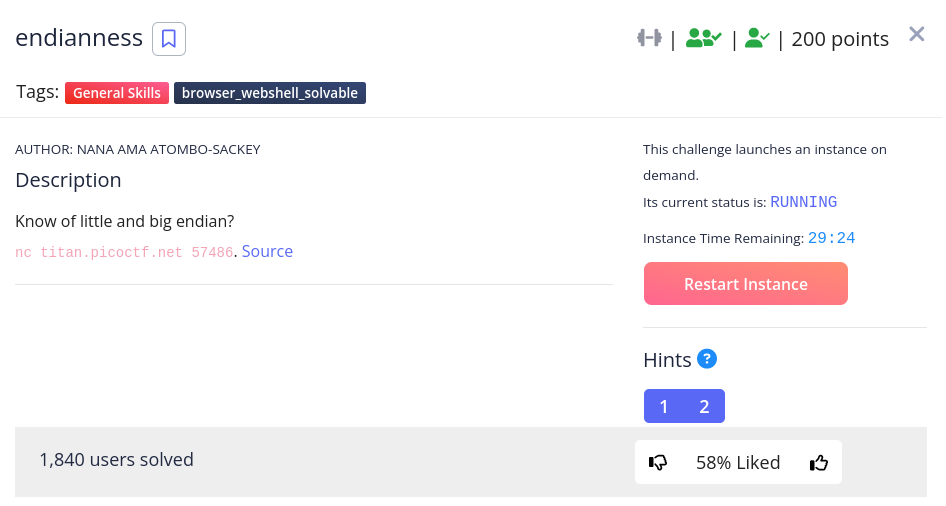 endianness
| | | 200 points
Tags: General Skills browser_webshell_solvable
AUTHOR: NANA AMA ATOMBO-SACKEY
Description
Know of little and big endian?
nc titan.picoctf.net 57486. Source
This challenge launches an instance on
demand.
Its current status is: RUNNING
Instance Time Remaining: 29:24
Restart Instance
Hints ?
1 2
1,840 users solved
58% Liked